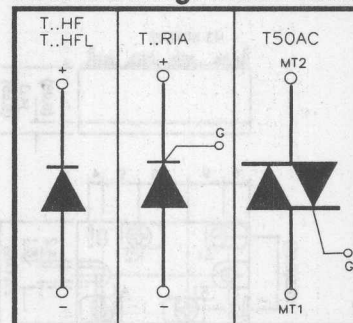 T..HF
T..HFL
+
-
T..RIA
+
G
-
T50AC
MT2
G
MT1